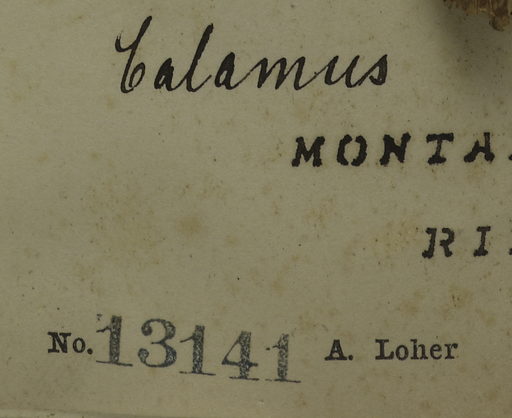 Calamus
MONTA
RI
No. 13141 A. Loher